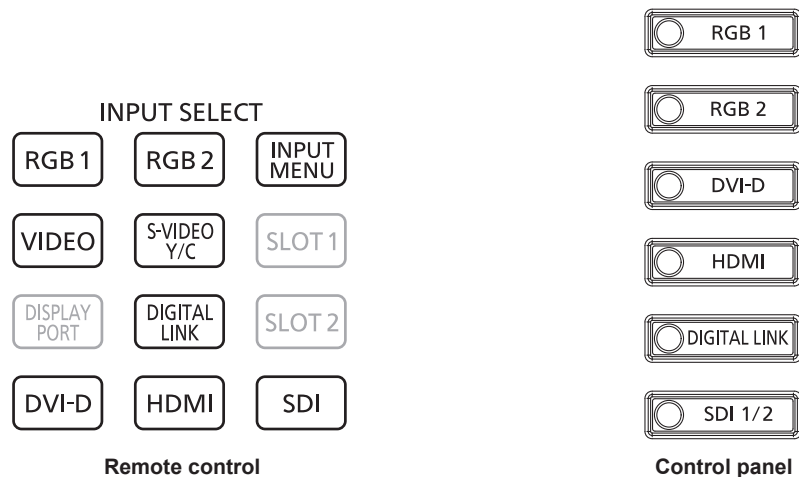 INPUT SELECT
RGB 1
RGB 2
INPUT
MENU
VIDEO
S-VIDEO
Y/C
SLOT 1
DISPLAY
PORT
DIGITAL
LINK
SLOT 2
DVI-D
HDMI
SDI
Remote control
RGB 1
RGB 2
DVI-D
HDMI
DIGITAL LINK
SDI 1/2
Control panel